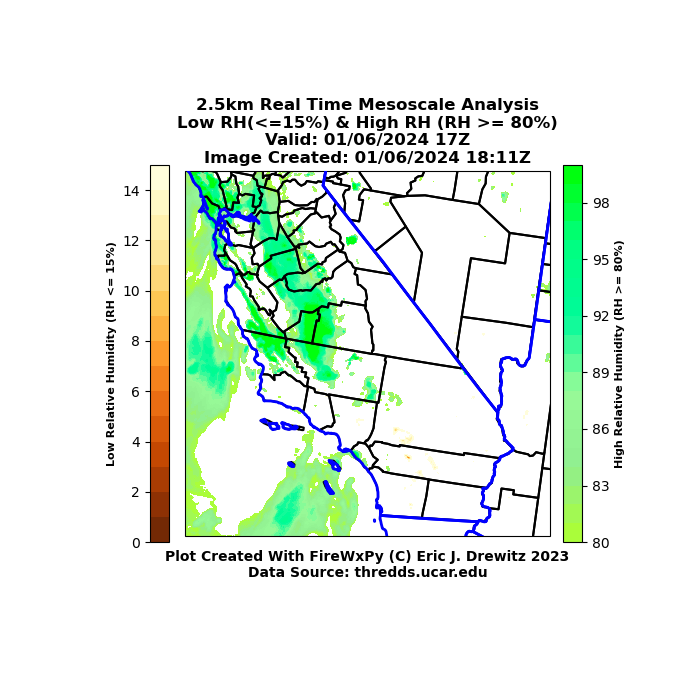 2.5km Real Time Mesoscale Analysis
Low RH(<=15%) & High RH (RH >= 80%)
Valid: 01/06/2024 17Z
Image Created: 01/06/2024 18:11Z
Low Relative Humidity (RH <= 15%)
14
12
10
8
6
4
2
0
98
95
92
89
86
83
80
High Relative Humidity (RH >= 80%)
Plot Created With FireWxPy (C) Eric J. Drewitz 2023
Data Source: thredds.ucar.edu